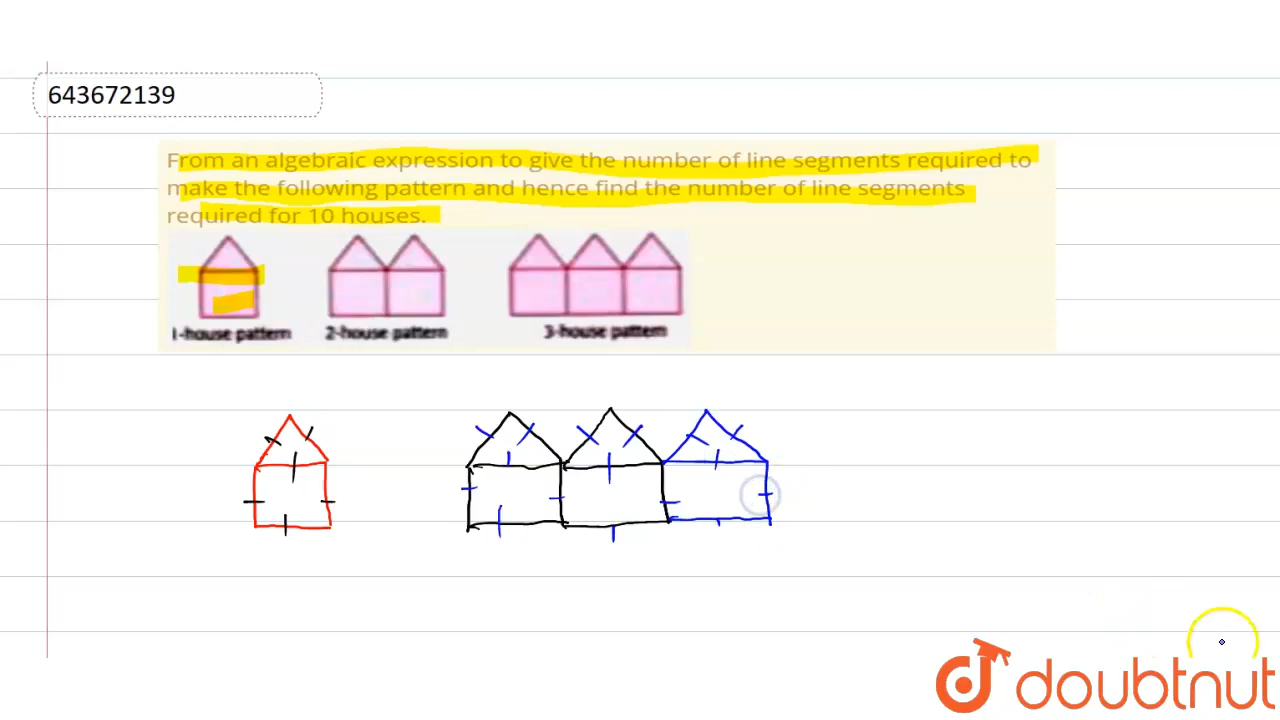 643672139
From an algebraic expression to give the number of line segments required to
make the following pattern and hence find the number of line segments
required for 10 houses.
1-house pattern 2-house pattern 3-house pattern
doubtnut